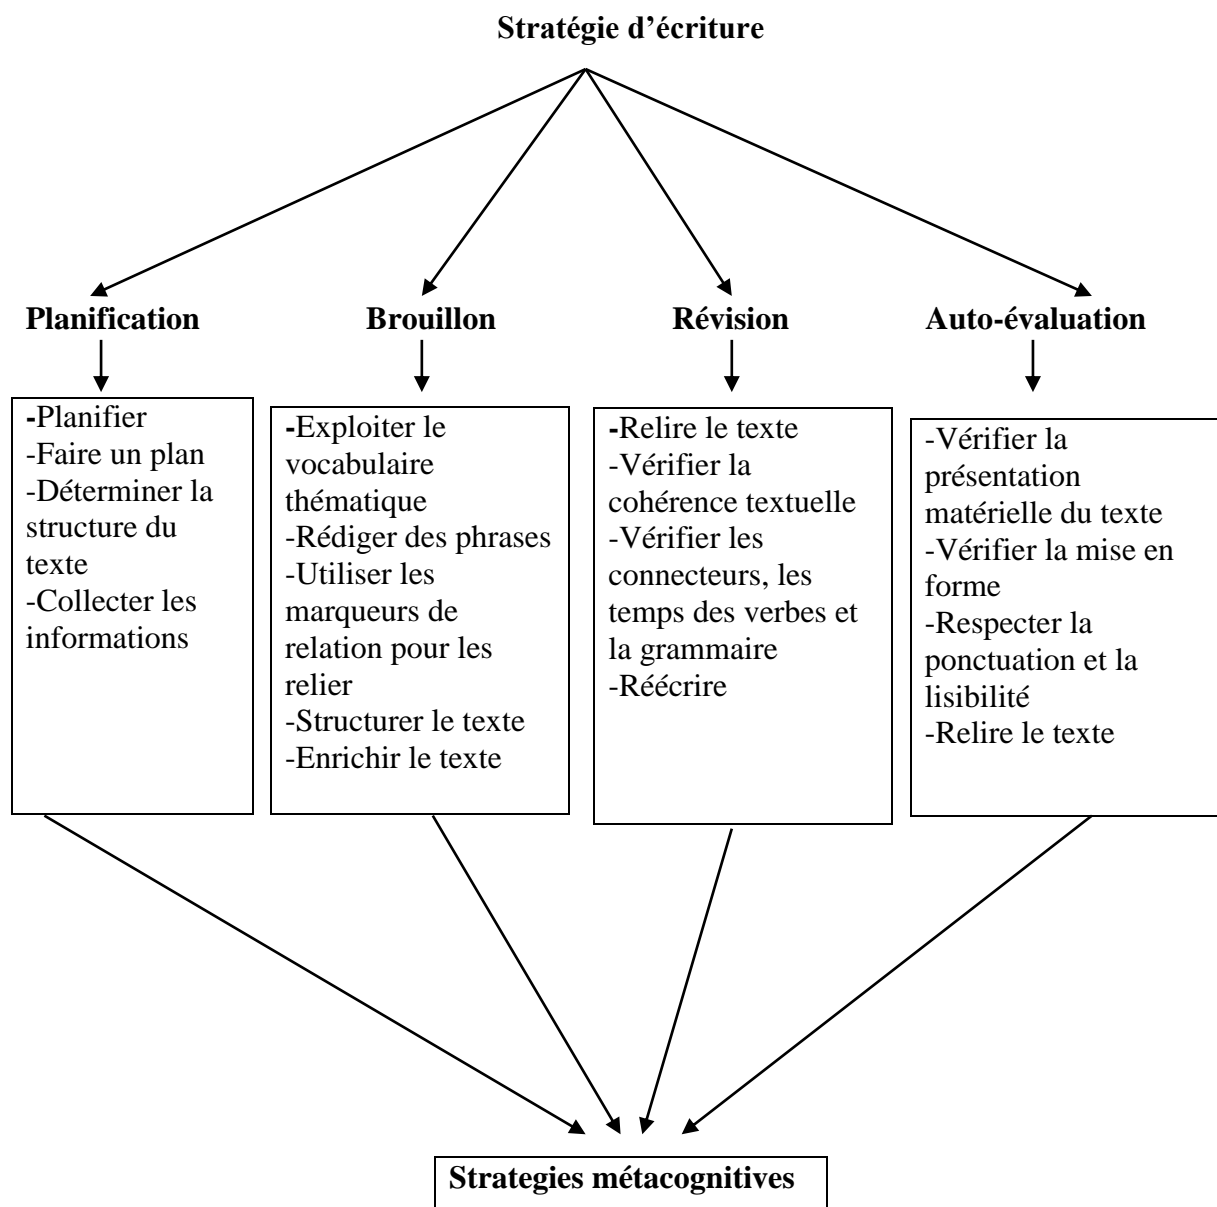 Stratégie d’écriture
Planification
Brouillon
Révision
Auto-évaluation
-Planifier
-Faire un plan
-Déterminer la
structure du
texte
-Collecter les
informations
-Exploiter le
vocabulaire
thématique
-Rédiger des phrases
-Utiliser les
marqueurs de
relation pour les
relier
-Structurer le texte
-Enrichir le texte
-Relire le texte
-Vérifier la
cohérence textuelle
-Vérifier les
connecteurs, les
temps des verbes et
la grammaire
-Réécrire
-Vérifier la
présentation
matérielle du texte
-Vérifier la mise en
forme
-Respecter la
ponctuation et la
lisibilité
-Relire le texte
Strategies métacognitives